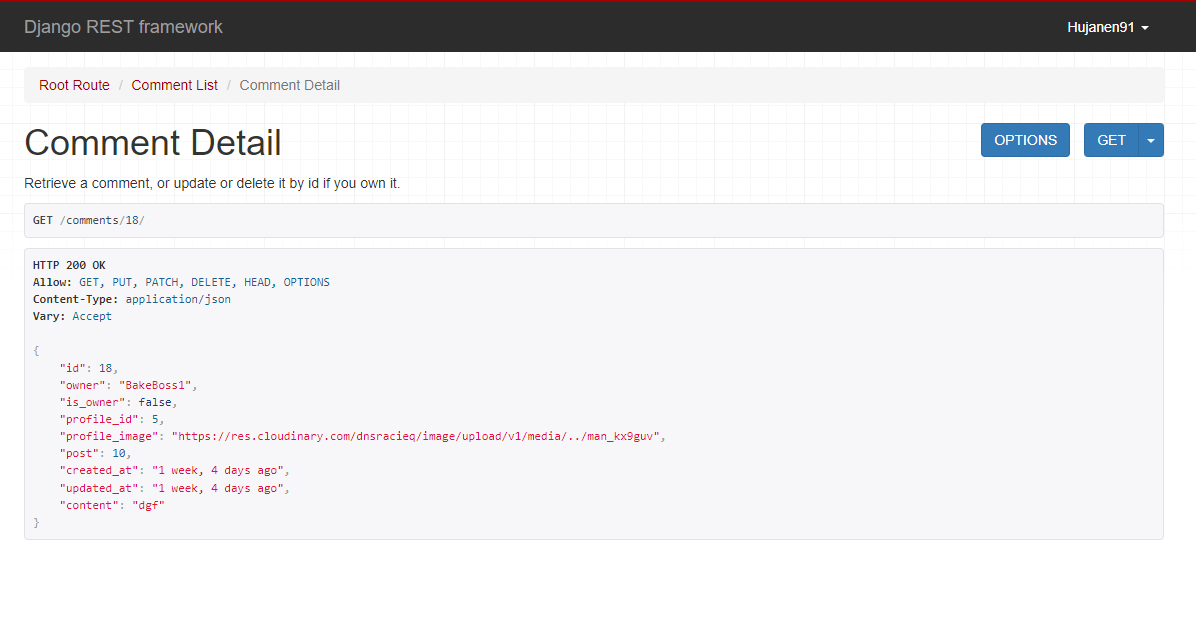 Django REST framework
Hujanen91
Root Route / Comment List / Comment Detail
Comment Detail
OPTIONS
GET
Retrieve a comment, or update or delete it by id if you own it.
GET /comments/18/
HTTP 200 OK
Allow: GET, PUT, PATCH, DELETE, HEAD, OPTIONS
Content-Type: application/json
Vary: Accept
{
    "id": 18,
    "owner": "BakeBoss1",
    "is_owner": false,
    "profile_id": 5,
    "profile_image": "https://res.cloudinary.com/dnsracieq/image/upload/v1/media/../man_kx9guv",
    "post": 10,
    "created_at": "1 week, 4 days ago",
    "updated_at": "1 week, 4 days ago",
    "content": "dgf"
}